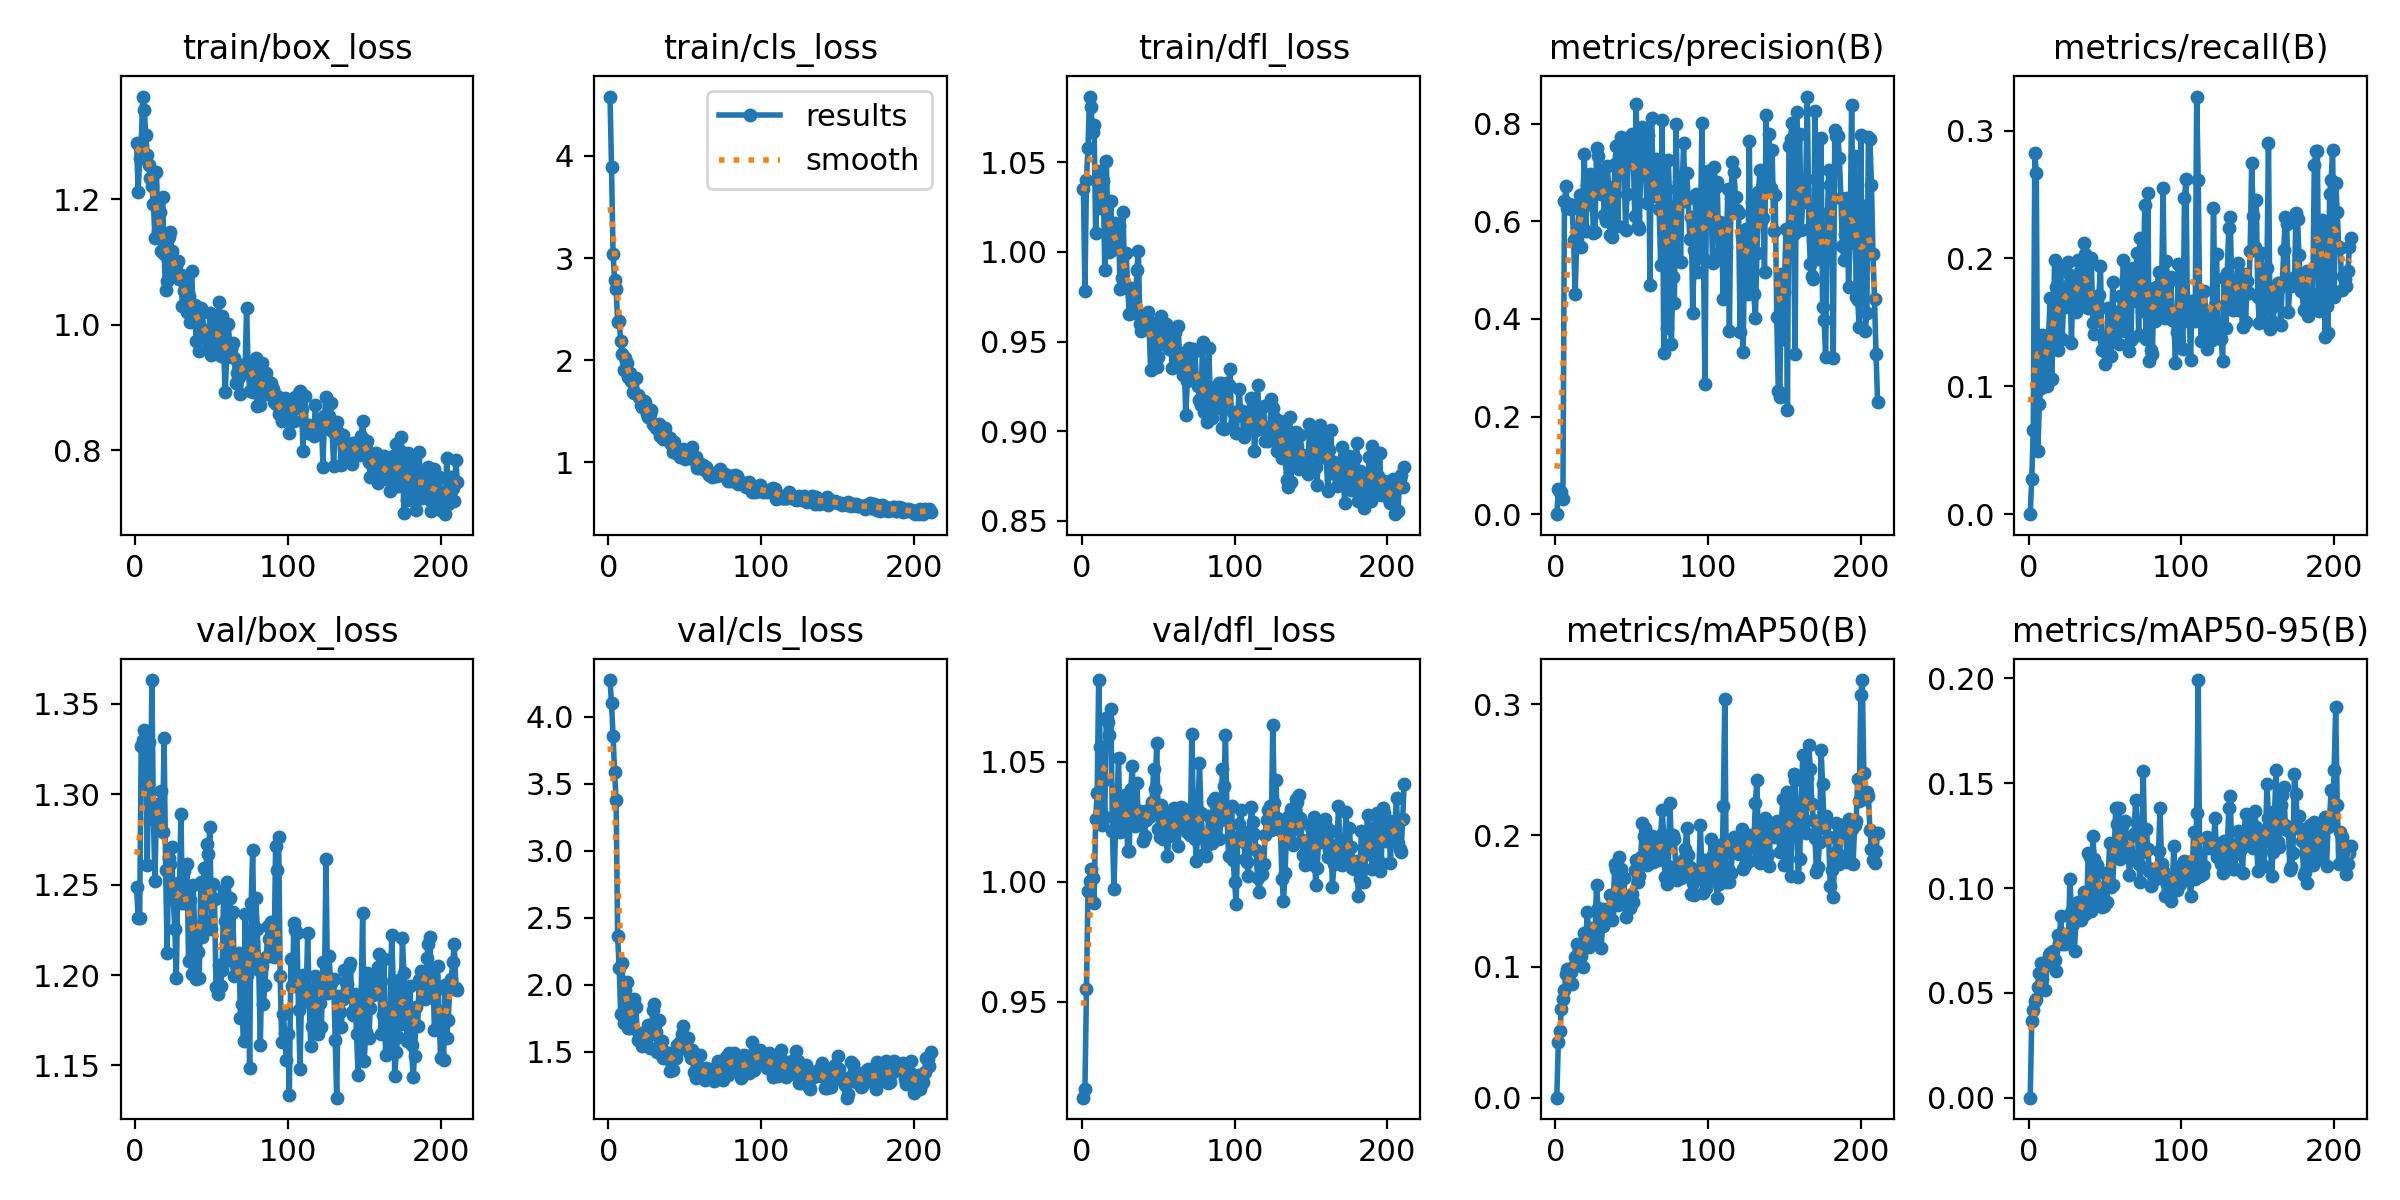 train/box_loss
1.2
1.0
0.8
0 100 200
train/cls_loss
results
smooth
4
3
2
1
0 100 200
train/dfl_loss
1.05
1.00
0.95
0.90
0.85
0 100 200
metrics/precision(B)
0.8
0.6
0.4
0.2
0.0
0 100 200
metrics/recall(B)
0.3
0.2
0.1
0.0
0 100 200
val/box_loss
1.35
1.30
1.25
1.20
1.15
0 100 200
val/cls_loss
4.0
3.5
3.0
2.5
2.0
1.5
0 100 200
val/dfl_loss
1.05
1.00
0.95
0 100 200
metrics/mAP50(B)
0.3
0.2
0.1
0.0
0 100 200
metrics/mAP50-95(B)
0.20
0.15
0.10
0.05
0.00
0 100 200